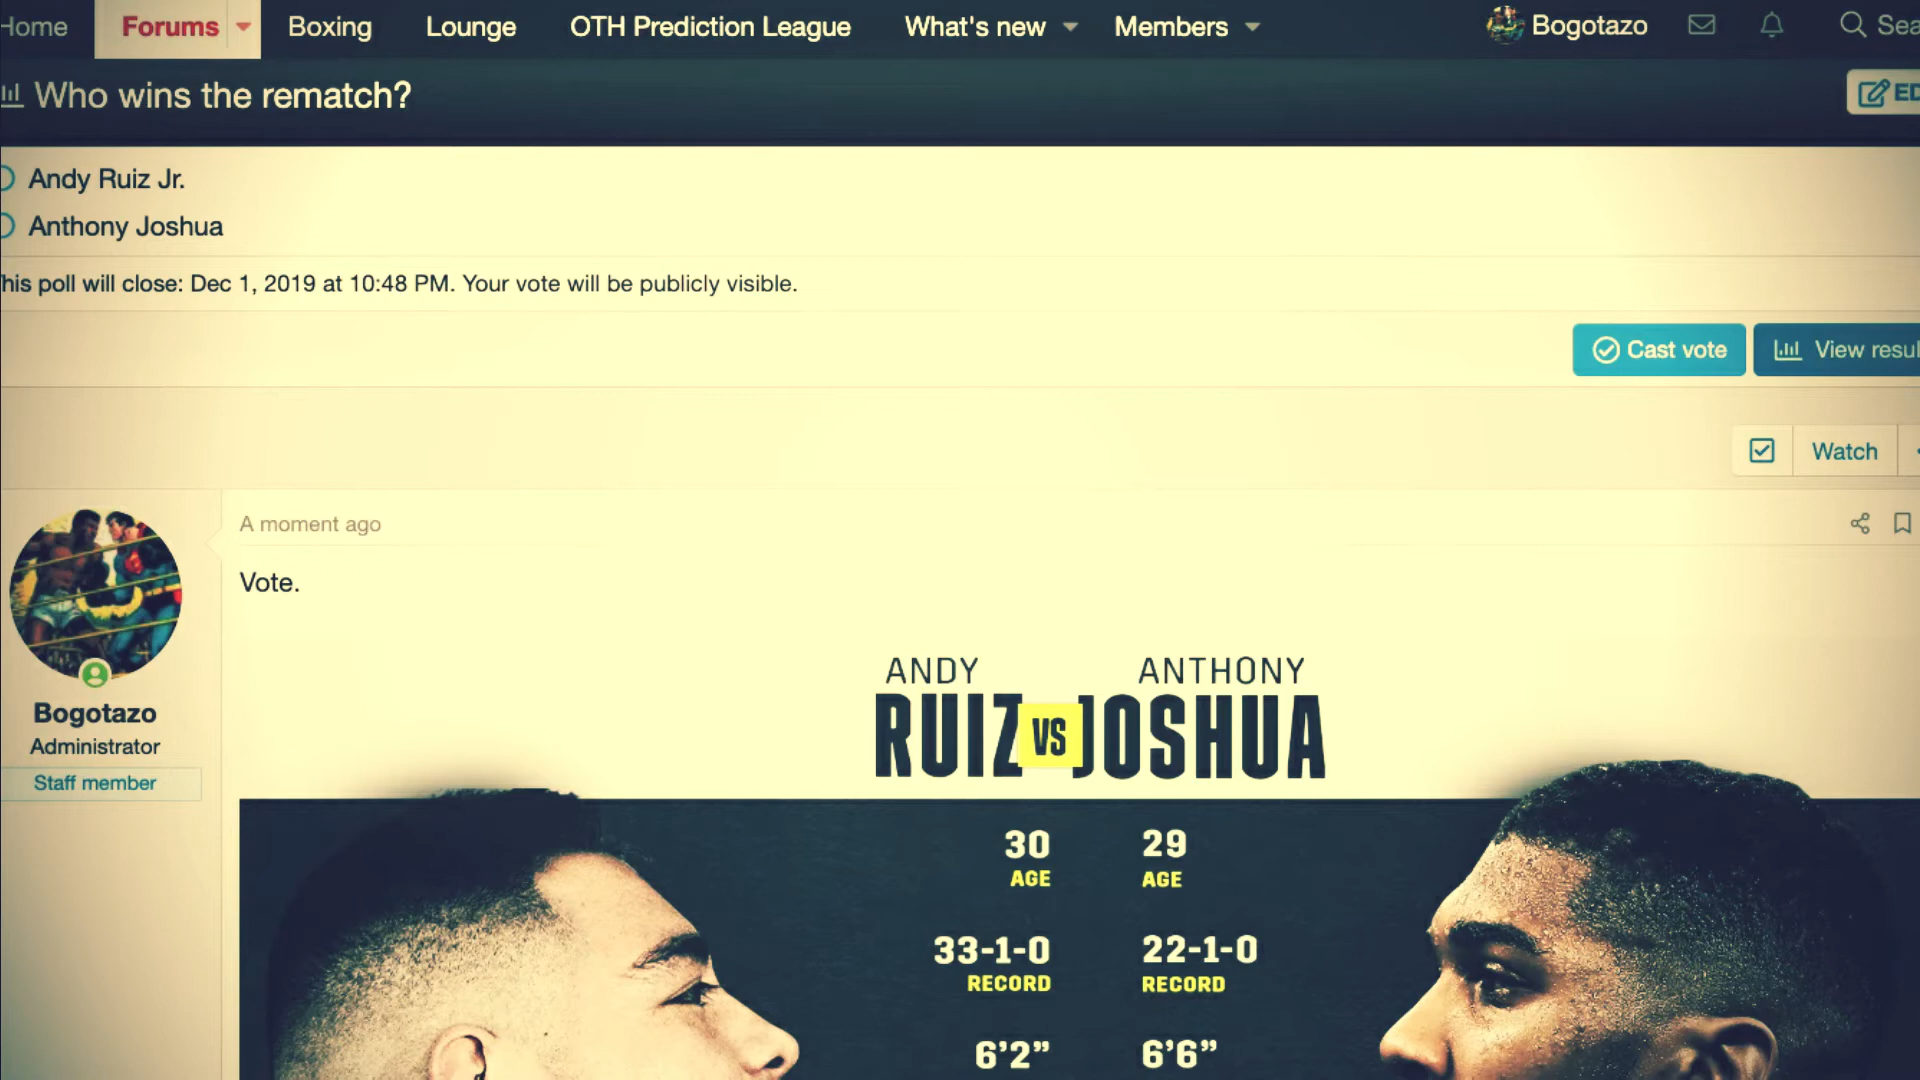 Home Forums Boxing Lounge OTH Prediction League What's new Members Bogotazo
Who wins the rematch?
Andy Ruiz Jr.
Anthony Joshua
his poll will close: Dec 1, 2019 at 10:48 PM. Your vote will be publicly visible.
Cast vote View resul
Watch
A moment ago
Vote.
Bogotazo
Administrator
Staff member
ANDY ANTHONY
RUIZ VS JOSHUA
30 29
AGE AGE
33-1-0 22-1-0
RECORD RECORD
6'2” 6'6”